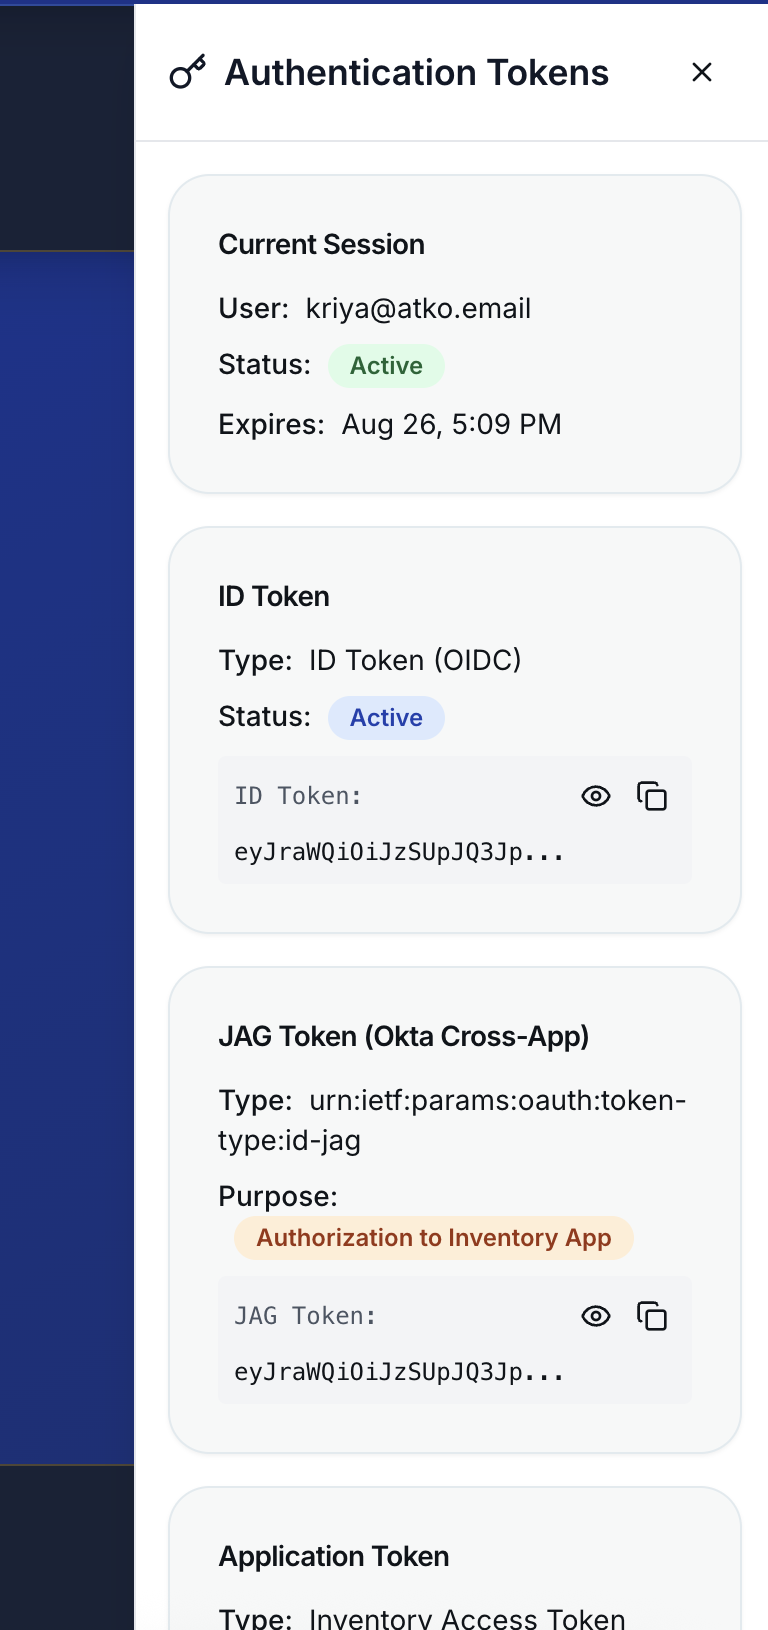 Authentication Tokens
Current Session
User: kriya@atko.email
Status: Active
Expires: Aug 26, 5:09 PM
ID Token
Type: ID Token (OIDC)
Status: Active
ID Token:
eyJraWQiOiJzSUpJQ3Jp...
JAG Token (Okta Cross-App)
Type: urn:ietf:params:oauth:token-
type:id-jag
Purpose:
Authorization to Inventory App
JAG Token:
eyJraWQiOiJzSUpJQ3Jp...
Application Token
Type: Inventory Access Token